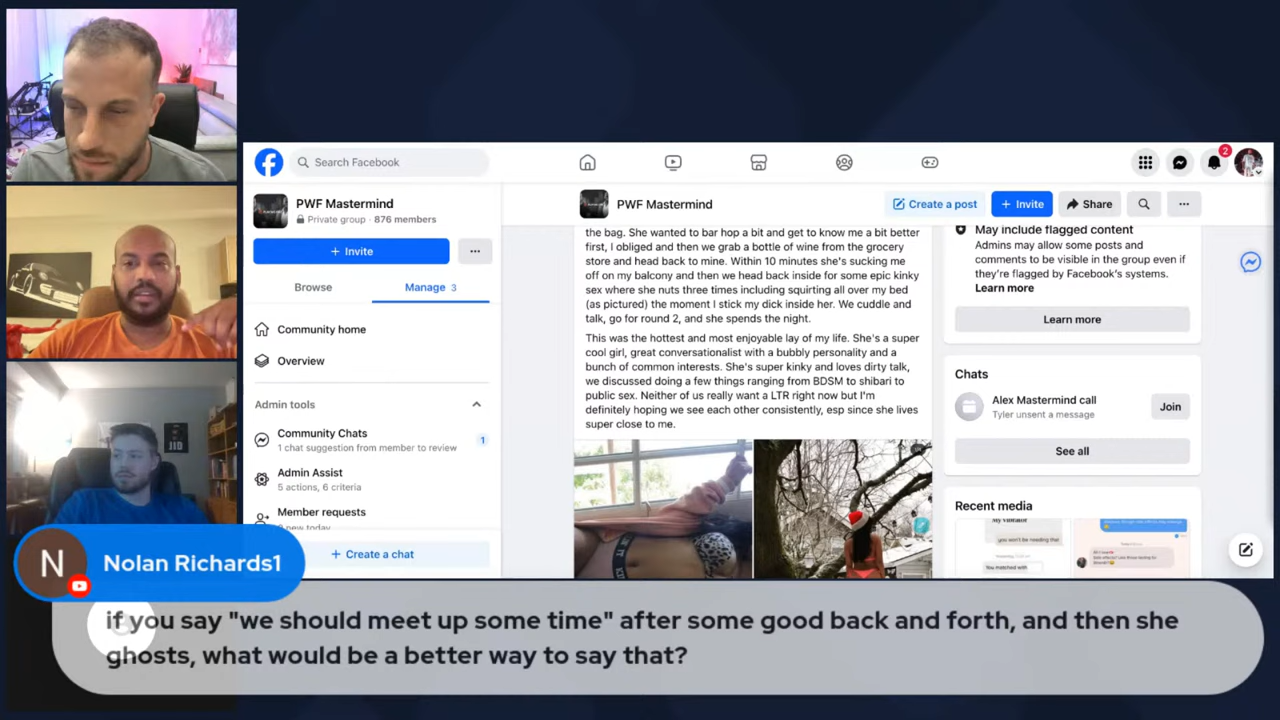 Search Facebook
2
PWF Mastermind
Private group · 876 members
+ Invite
...
Browse
Manage 3
Community home
Overview
Admin tools
Community Chats
1 chat suggestion from member to review
1
Admin Assist
5 actions, 6 criteria
Member requests
new today
+ Create a chat
PWF Mastermind
Create a post
+ Invite
Share
...
the bag. She wanted to bar hop a bit and get to know me a bit better
first, I obliged and then we grab a bottle of wine from the grocery
store and head back to mine. Within 10 minutes she's sucking me
off on my balcony and then we head back inside for some epic kinky
sex where she nuts three times including squirting all over my bed
(as pictured) the moment I stick my dick inside her. We cuddle and
talk, go for round 2, and she spends the night.
This was the hottest and most enjoyable lay of my life. She's a super
cool girl, great conversationalist with a bubbly personality and a
bunch of common interests. She's super kinky and loves dirty talk,
we discussed doing a few things ranging from BDSM to shibari to
public sex. Neither of us really want a LTR right now but I'm
definitely hoping we see each other consistently, esp since she lives
super close to me.
May include flagged content
Admins may allow some posts and
comments to be visible in the group even if
they're flagged by Facebook's systems.
Learn more
Learn more
Chats
Alex Mastermind call
Tyler unsent a message
Join
See all
Recent media
My vibrator
you won't be needing that
You matched with
N
Nolan Richards1
if you say "we should meet up some time" after some good back and forth, and then she
ghosts, what would be a better way to say that?